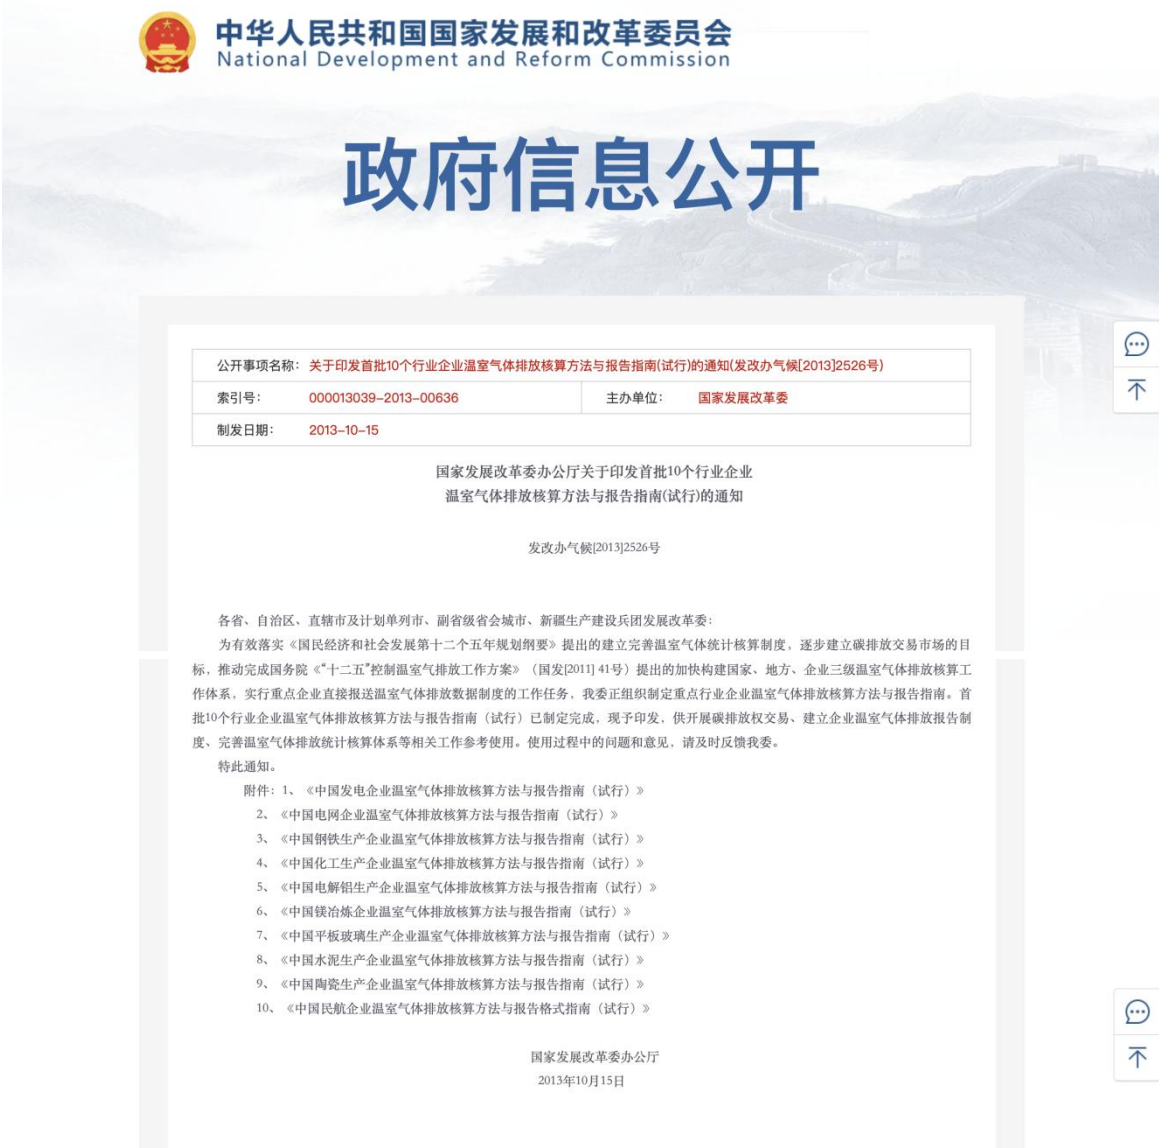 中华人民共和国国家发展和改革委员会
National Development and Reform Commission
政府信息公开
公开事项名称： 关于印发首批10个行业企业温室气体排放核算方法与报告指南(试行)的通知(发改办气候[2013]2526号)
索引号： 000013039-2013-00636 主办单位： 国家发展改革委
制发日期： 2013-10-15
国家发展改革委办公厅关于印发首批10个行业企业
温室气体排放核算方法与报告指南(试行)的通知
发改办气候[2013]2526号
各省、自治区、直辖市及计划单列市、副省级省会城市、新疆生产建设兵团发展改革委：
为有效落实《国民经济和社会发展第十二个五年规划纲要》提出的建立完善温室气体统计核算制度，逐步建立碳排放交易市场的目
标，推动完成国务院《“十二五”控制温室气排放工作方案》（国发[2011] 41号）提出的加快构建国家、地方、企业三级温室气体排放核算工
作体系，实行重点企业直接报送温室气体排放数据制度的工作任务，我委正组织制定重点行业企业温室气体排放核算方法与报告指南。首
批10个行业企业温室气体排放核算方法与报告指南（试行）已制定完成，现予印发，供开展碳排放权交易、建立企业温室气体排放报告制
度、完善温室气体排放统计核算体系等相关工作参考使用。使用过程中的问题和意见，请及时反馈我委。
特此通知。
附件：1、《中国发电企业温室气体排放核算方法与报告指南（试行）》
2、《中国电网企业温室气体排放核算方法与报告指南（试行）》
3、《中国钢铁生产企业温室气体排放核算方法与报告指南（试行）》
4、《中国化工生产企业温室气体排放核算方法与报告指南（试行）》
5、《中国电解铝生产企业温室气体排放核算方法与报告指南（试行）》
6、《中国镁冶炼企业温室气体排放核算方法与报告指南（试行）》
7、《中国平板玻璃生产企业温室气体排放核算方法与报告指南（试行）》
8、《中国水泥生产企业温室气体排放核算方法与报告指南（试行）》
9、《中国陶瓷生产企业温室气体排放核算方法与报告指南（试行）》
10、《中国民航企业温室气体排放核算方法与报告格式指南（试行）》
国家发展改革委办公厅
2013年10月15日